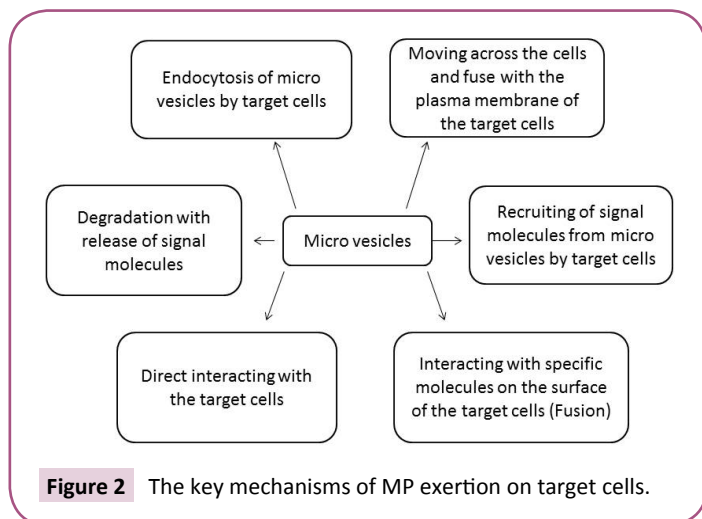 Endocytosis of micro
vesicles by target cells
Moving across the cells
and fuse with the
plasma membrane of
the target cells
Degradation with
release of signal
molecules
Micro vesicles
Recruiting of signal
molecules from micro
vesicles by target cells
Direct interacting with
the target cells
Interacting with specific
molecules on the surface
of the target cells (Fusion)
Figure 2 The key mechanisms of MP exertion on target cells.